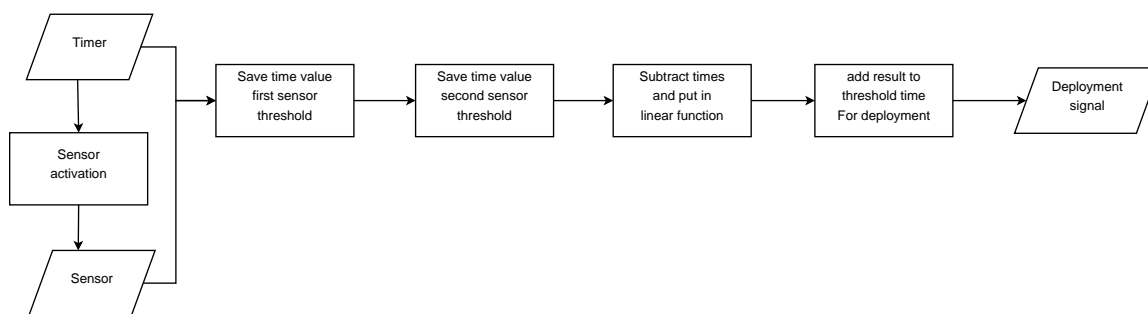 Timer
Sensor
activation
Sensor
Save time value
first sensor
threshold
Save time value
second sensor
threshold
Subtract times
and put in
linear function
add result to
threshold time
For deployment
Deployment
signal